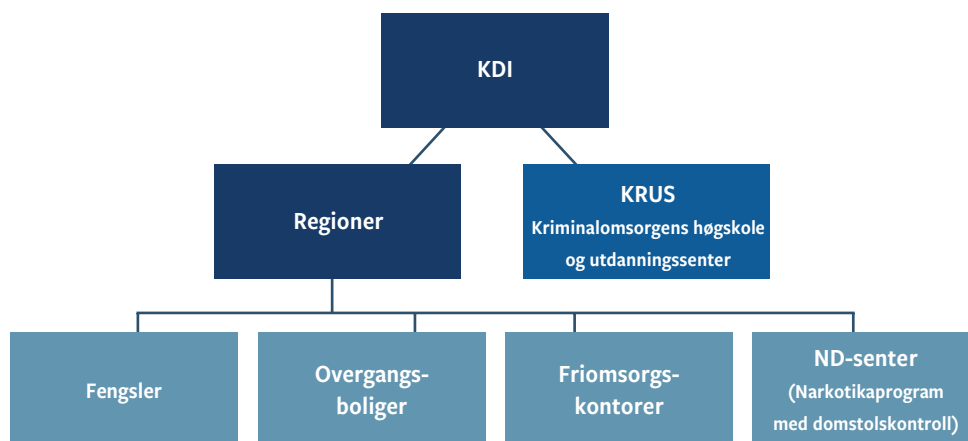 KDI
Regioner
KRUS
Kriminalomsorgens høgskole
og utdanningssenter
Fengsler
Overgangs-
boliger
Friomsorgs-
kontorer
ND-senter
(Narkotikaprogram
med domstolskontroll)